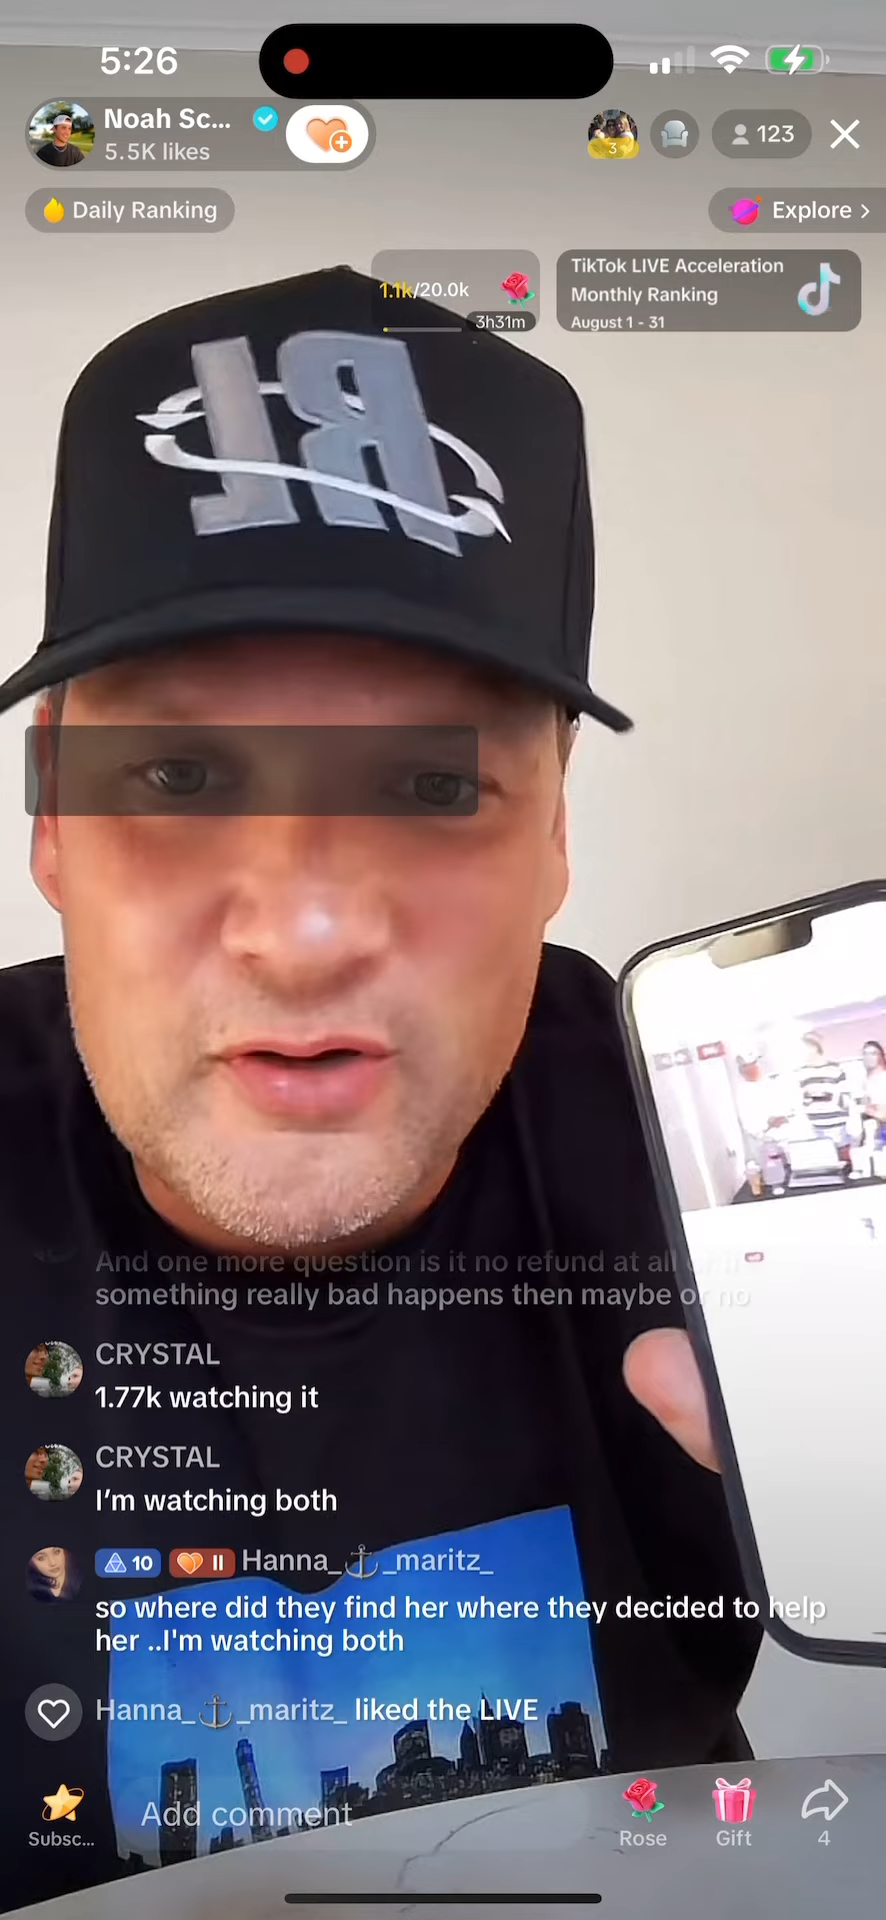 5:26
Noah Sc...
5.5K likes
3
123
Daily Ranking
Explore >
1.1k/20.0k
3h31m
TikTok LIVE Acceleration
Monthly Ranking
August 1 - 31
RL
And one more question is it no refund at all
something really bad happens then maybe or no
CRYSTAL
1.77k watching it
CRYSTAL
I'm watching both
10 II Hanna_⚓_maritz_
so where did they find her where they decided to help
her ..I'm watching both
Hanna_⚓_maritz_ liked the LIVE
Add comment
Subsc...
Rose
Gift
4